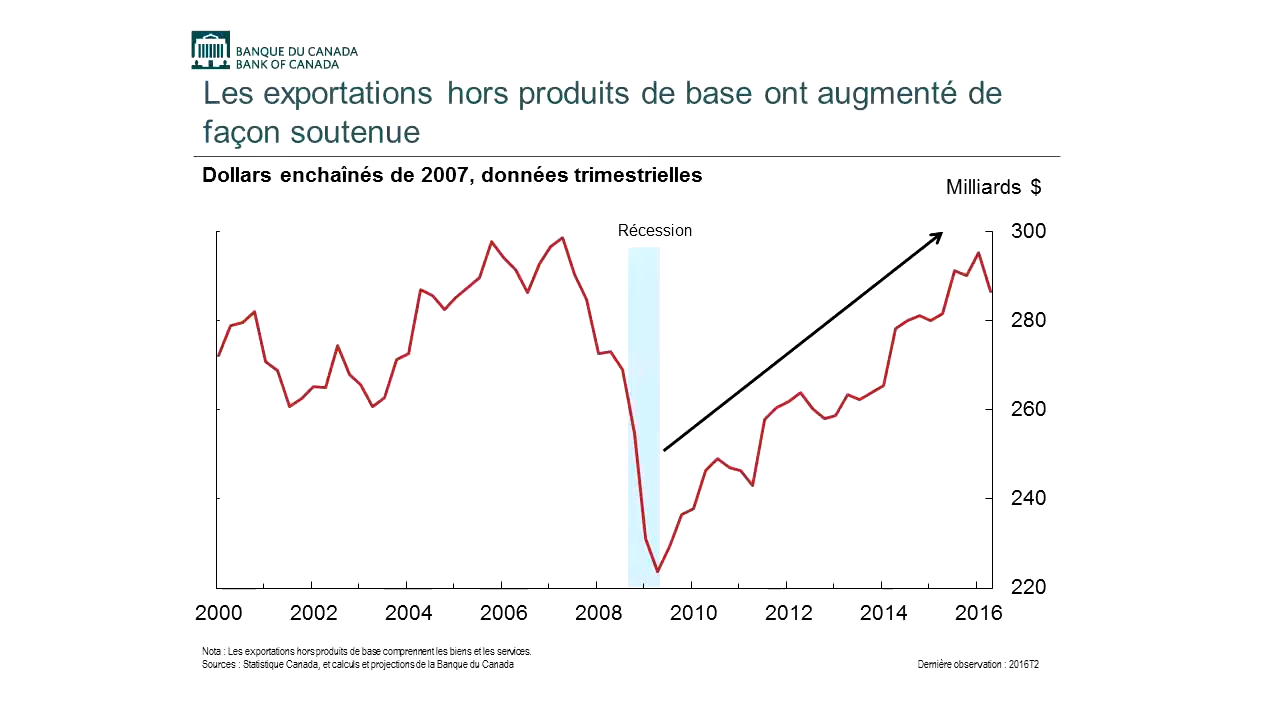 BANQUE DU CANADA
BANK OF CANADA
Les exportations hors produits de base ont augmenté de
façon soutenue
Dollars enchaînés de 2007, données trimestrielles
Milliards $
Récession
300
280
260
240
220
2000 2002 2004 2006 2008 2010 2012 2014 2016
Nota : Les exportations hors produits de base comprennent les biens et les services.
Sources : Statistique Canada, et calculs et projections de la Banque du Canada
Dernière observation : 2016T2